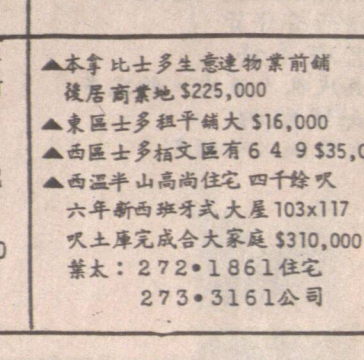 ▲本拿比士多生意連物業前鋪
後居商業地 $225,000
▲東區士多租平鋪大 $16,000
▲西區士多栢文區有 6 4 9 $35,0
▲西溫半山高尚住宅 四千餘呎
六年新西班牙式大屋 103x117
呎土庫完成合大家庭 $310,000
葉太：272•1861住宅
273•3161公司